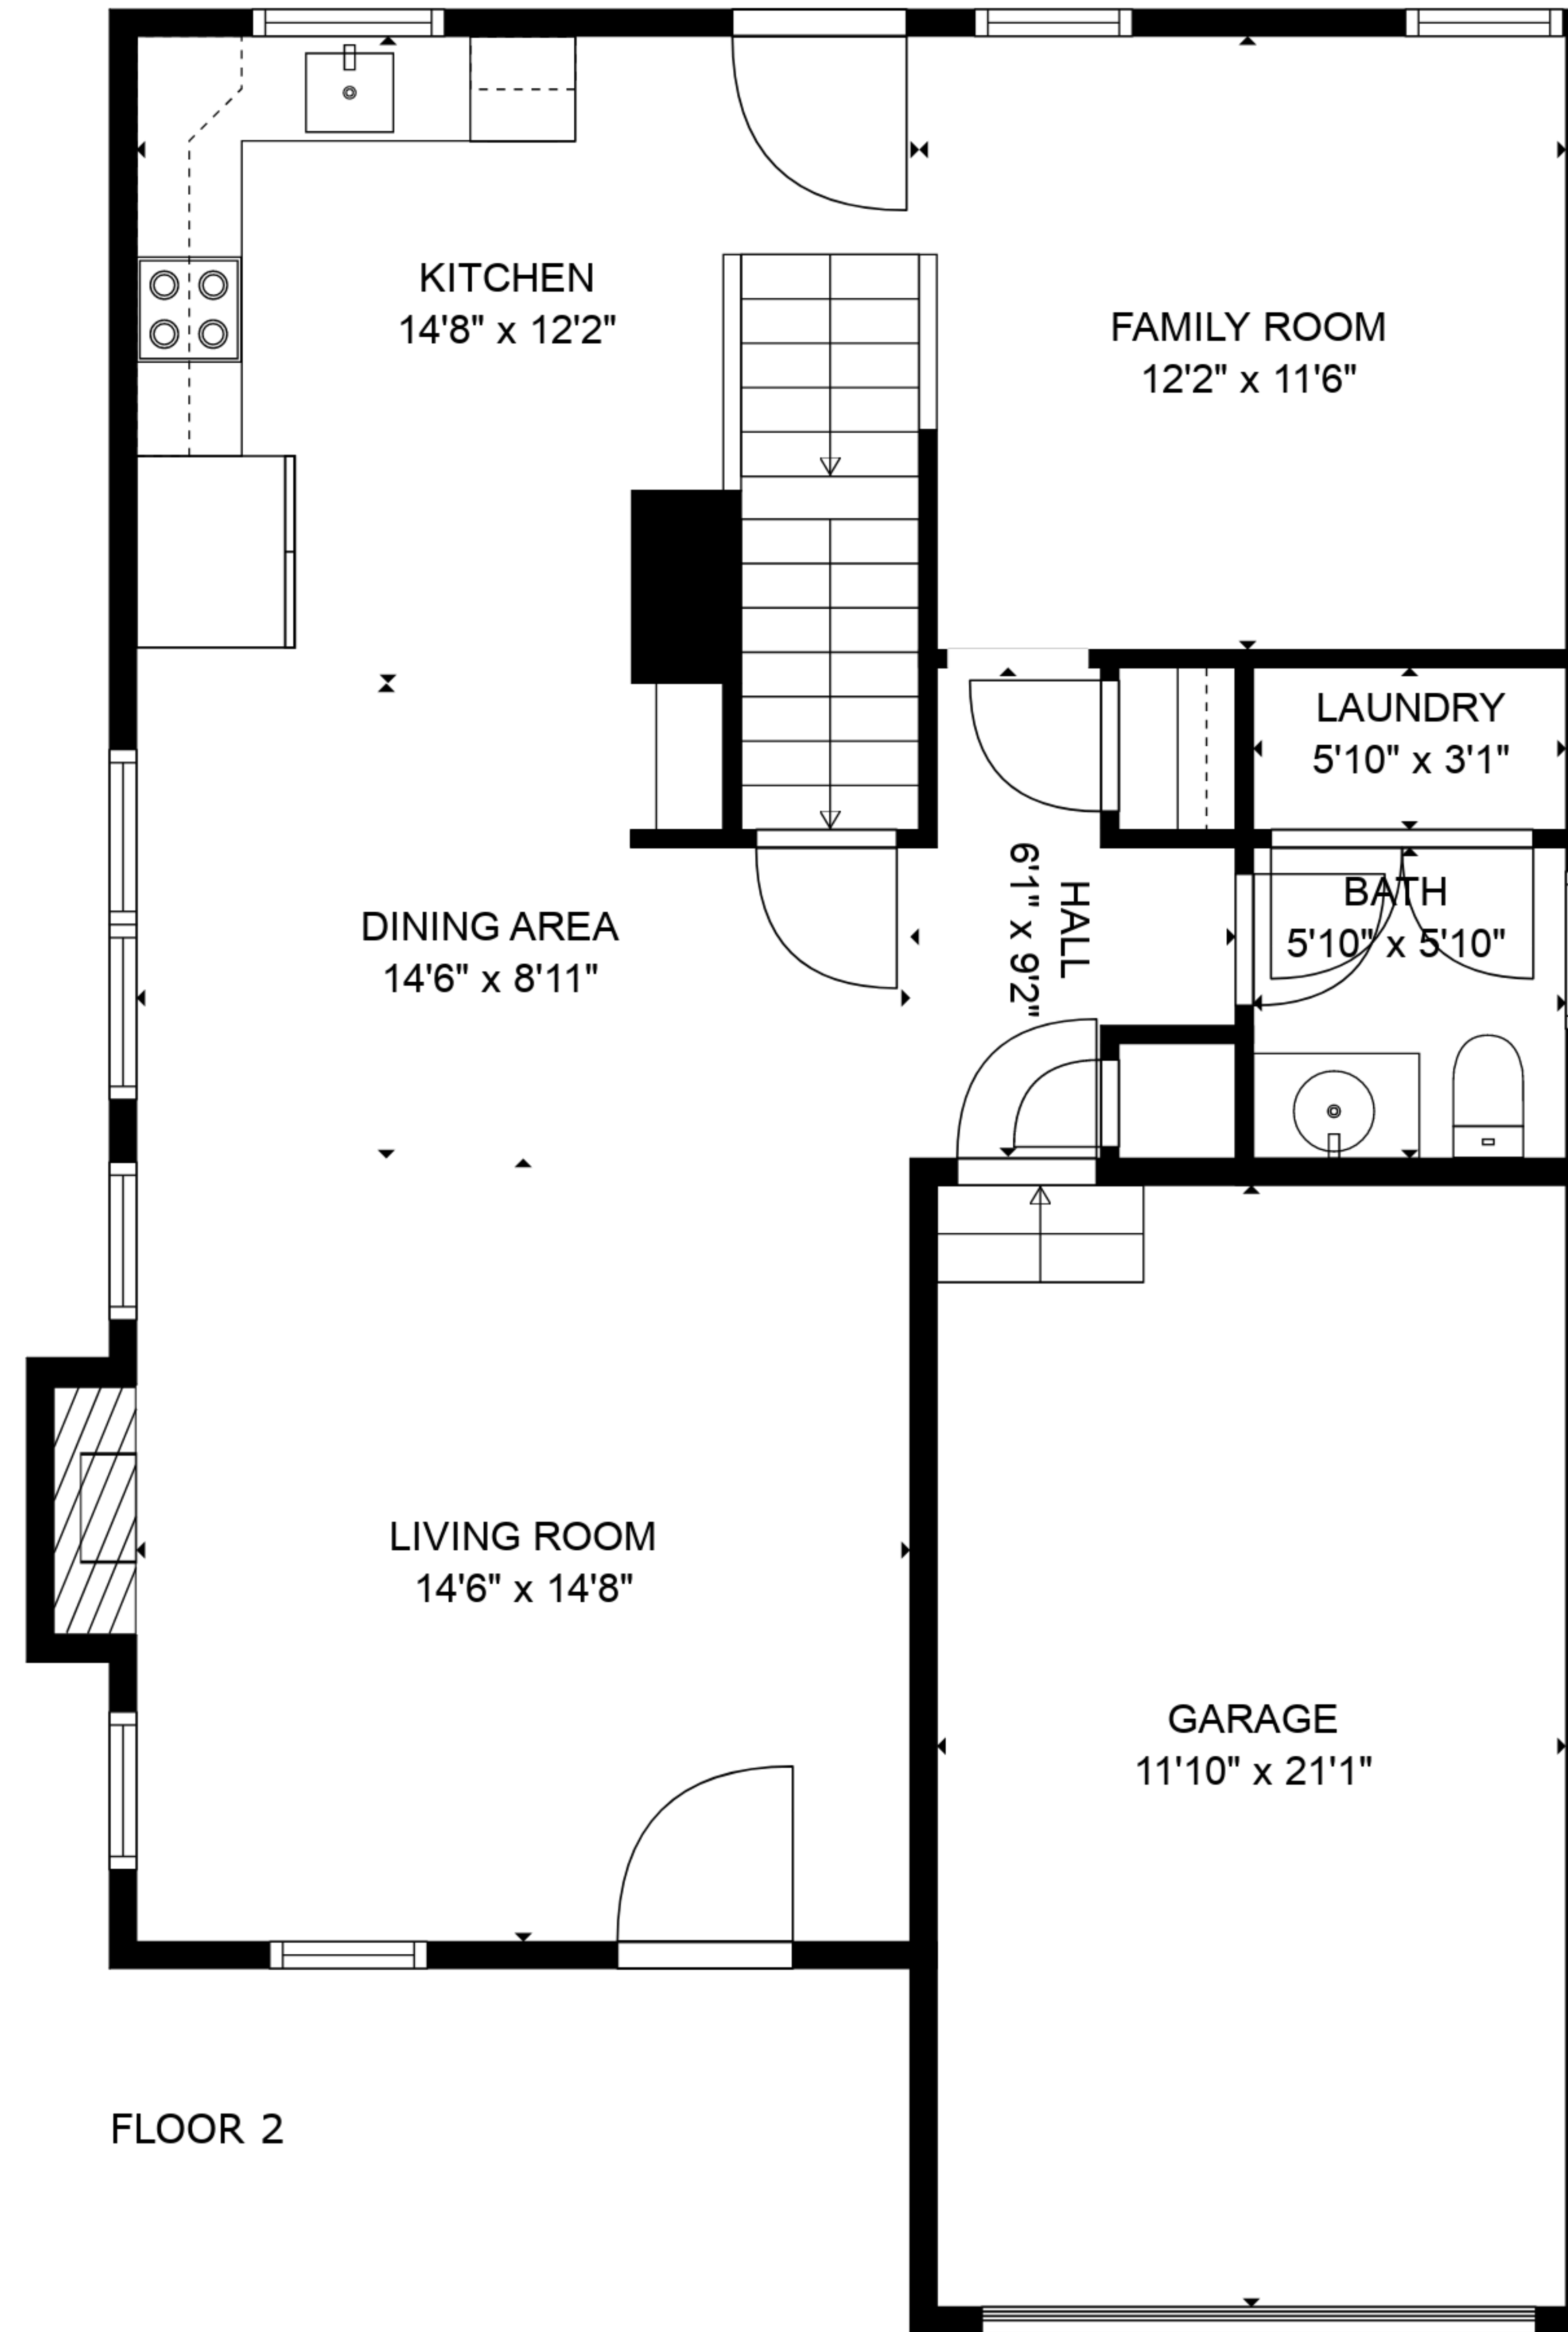 KITCHEN
14'8" x 12'2"
FAMILY ROOM
12'2" x 11'6"
LAUNDRY
5'10" x 3'1"
BATH
5'10" x 5'10"
HALL
6'1" x 9'2"
DINING AREA
14'6" x 8'11"
LIVING ROOM
14'6" x 14'8"
GARAGE
11'10" x 21'1"
FLOOR 2